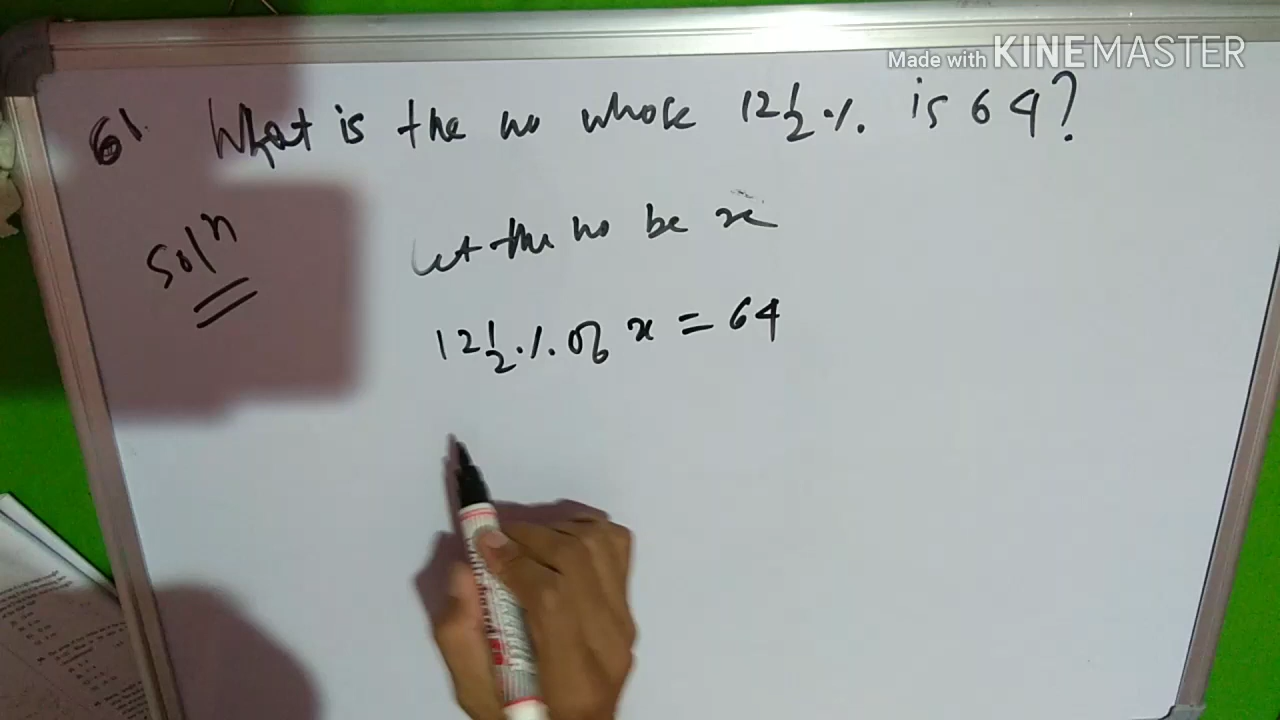 Made with KINEMASTER
61. What is the no whose 12 1/2 % is 64?
Soln
Let the no be x
12 1/2 % of x = 64